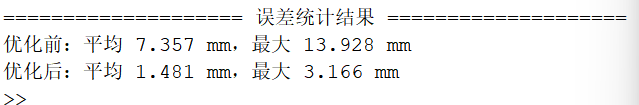 ==================== 误差统计结果 ====================
优化前：平均 7.357 mm，最大 13.928 mm
优化后：平均 1.481 mm，最大 3.166 mm
>>